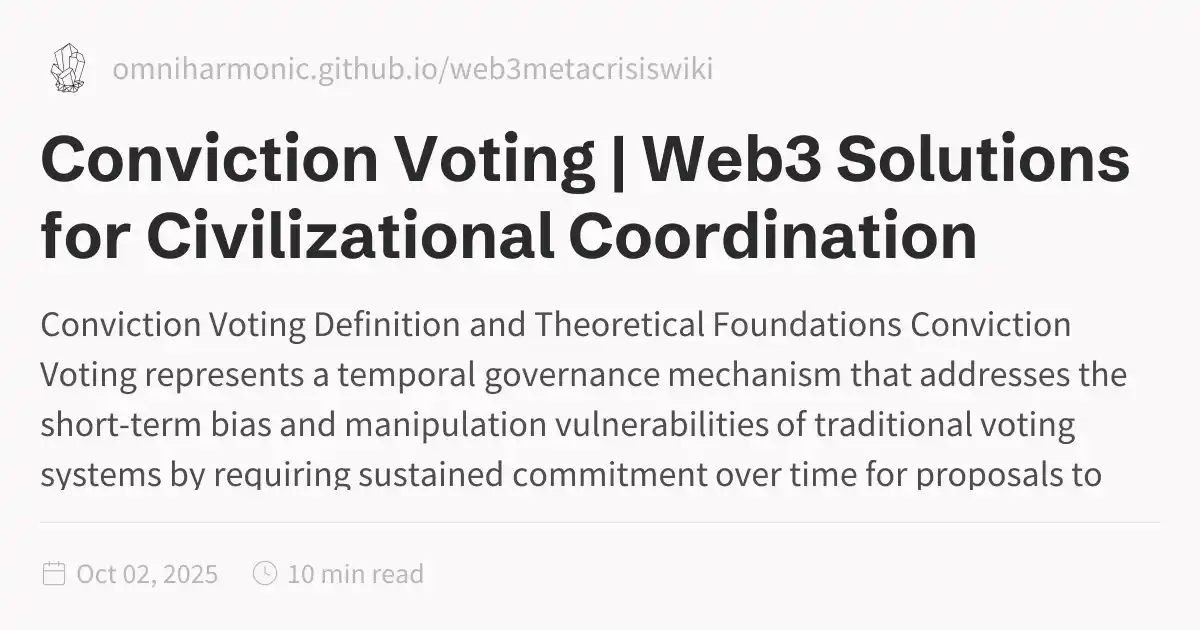 omniharmonic.github.io/web3metacrisiswiki
Conviction Voting | Web3 Solutions
for Civilizational Coordination
Conviction Voting Definition and Theoretical Foundations Conviction
Voting represents a temporal governance mechanism that addresses the
short-term bias and manipulation vulnerabilities of traditional voting
systems by requiring sustained commitment over time for proposals to
Oct 02, 2025
10 min read